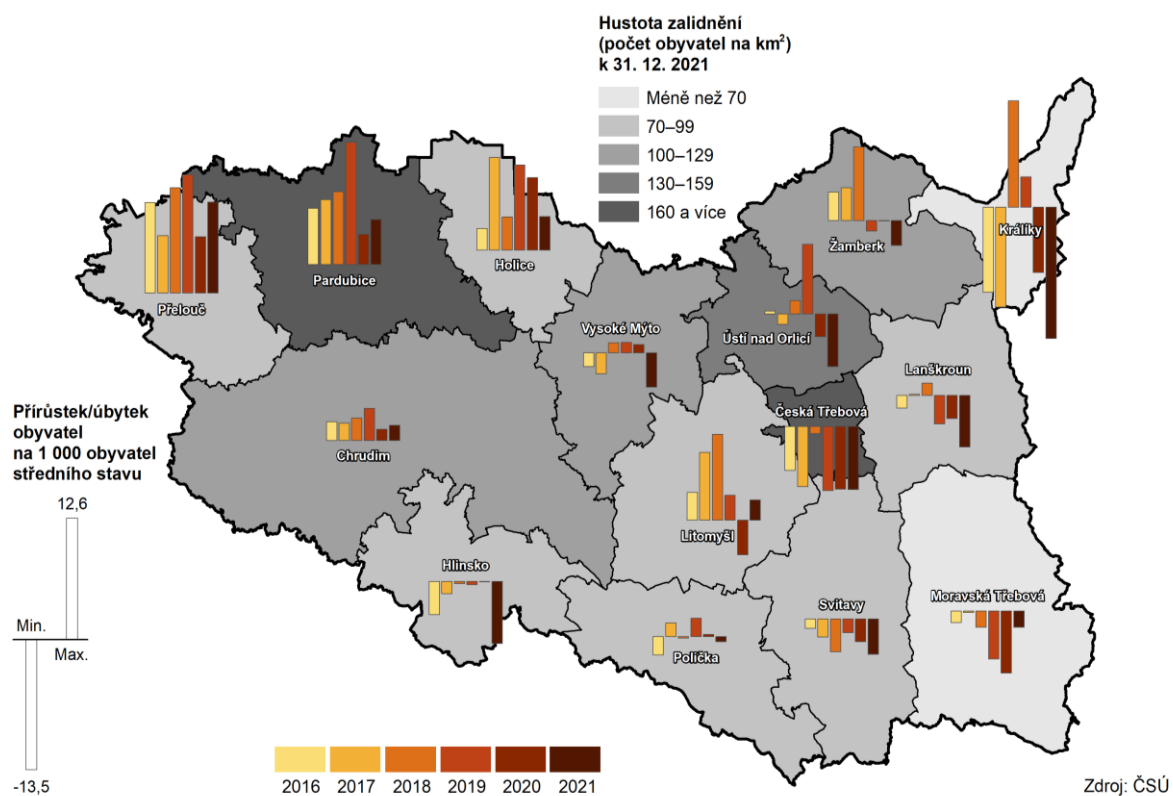 Hustota zalidnění
(počet obyvatel na km²)
k 31. 12. 2021
Méně než 70
70–99
100–129
130–159
160 a více
Králíky
Žamberk
Holice
Pardubice
Přelouč
Vysoké Mýto
Ústí nad Orlicí
Lanškroun
Česká Třebová
Chrudim
Litomyšl
Hlinsko
Moravská Třebová
Svitavy
Polička
Přírůstek/úbytek
obyvatel
na 1 000 obyvatel
středního stavu
12,6
Min.
Max.
-13,5
2016 2017 2018 2019 2020 2021
Zdroj: ČSÚ